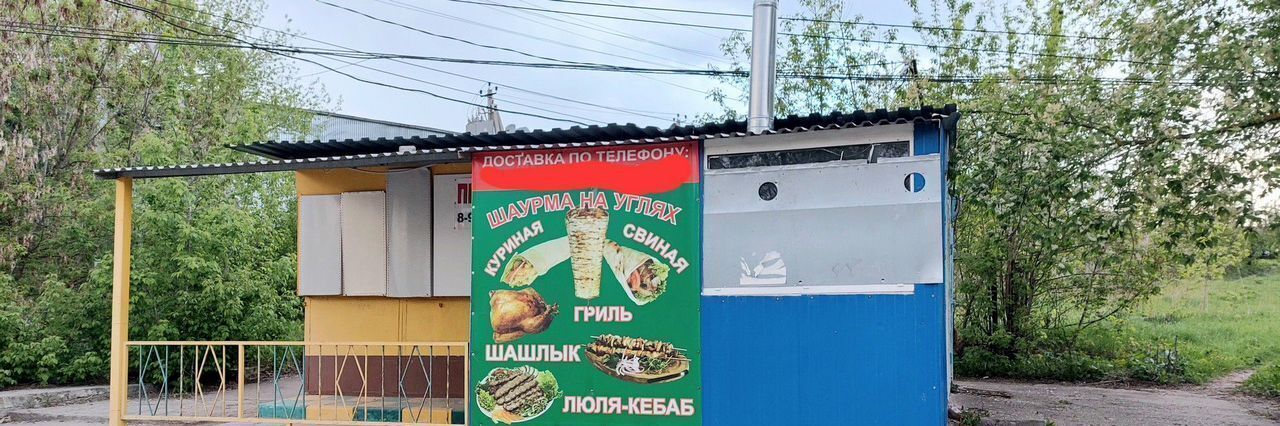 ДОСТАВКА ПО ТЕЛЕФОНУ:
ШАУРМА НА УГЛЯХ
КУРИНАЯ
СВИНАЯ
ГРИЛЬ
ШАШЛЫК
ЛЮЛЯ-КЕБАБ